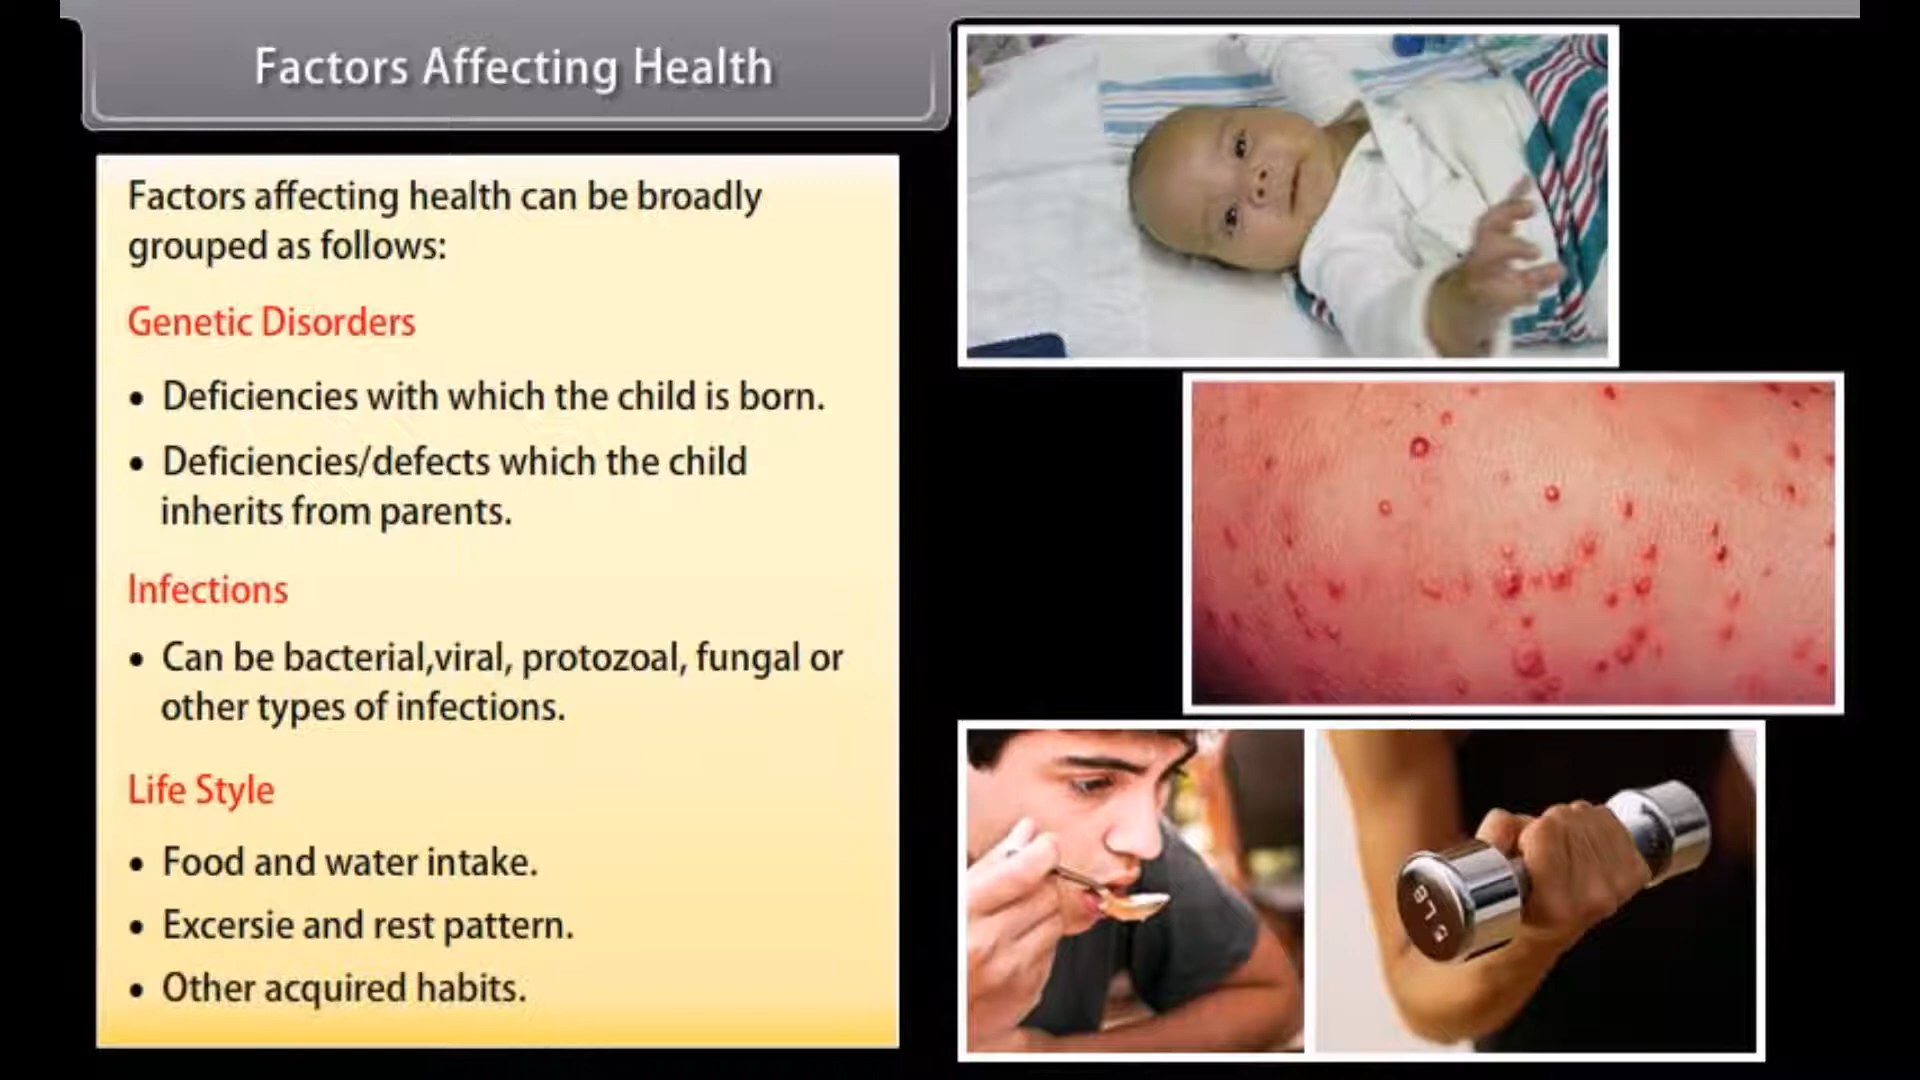 Factors Affecting Health
Factors affecting health can be broadly
grouped as follows:
Genetic Disorders
• Deficiencies with which the child is born.
• Deficiencies/defects which the child
inherits from parents.
Infections
• Can be bacterial,viral, protozoal, fungal or
other types of infections.
Life Style
• Food and water intake.
• Excersie and rest pattern.
• Other acquired habits.
5 LB